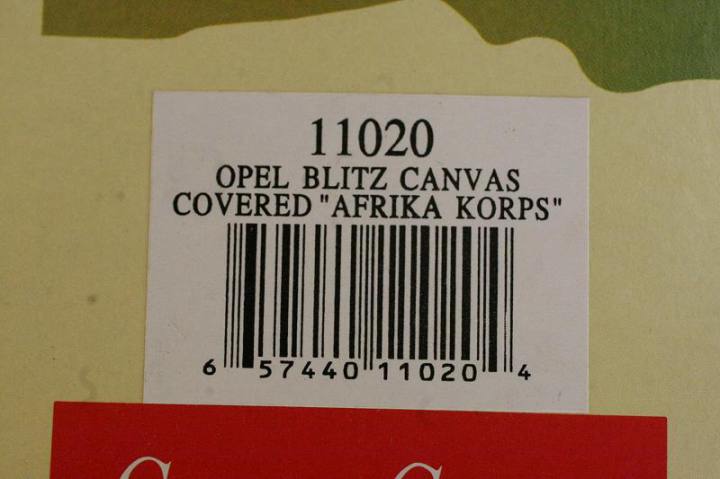 11020
OPEL BLITZ CANVAS
COVERED "AFRIKA KORPS"
6 57440 11020 4